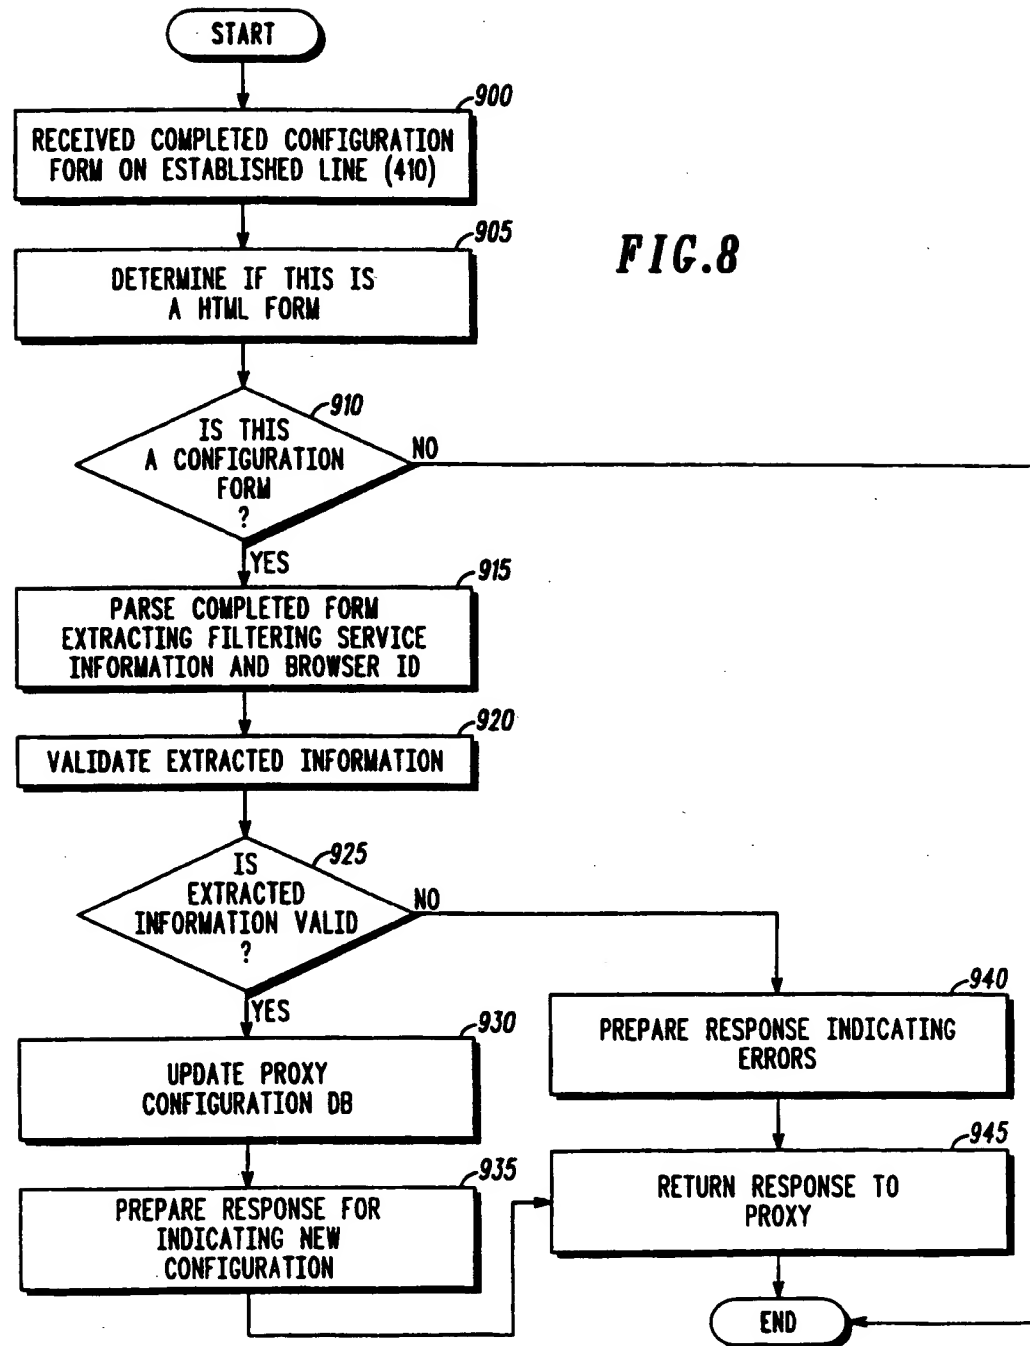 START
900
RECEIVED COMPLETED CONFIGURATION
FORM ON ESTABLISHED LINE (410)
905
FIG.8
DETERMINE IF THIS IS
A HTML FORM
910
IS THIS
A CONFIGURATION
FORM
?
NO
YES
915
PARSE COMPLETED FORM
EXTRACTING FILTERING SERVICE
INFORMATION AND BROWSER ID
920
VALIDATE EXTRACTED INFORMATION
925
IS
EXTRACTED
INFORMATION VALID
?
NO
YES
930
UPDATE PROXY
CONFIGURATION DB
935
PREPARE RESPONSE FOR
INDICATING NEW
CONFIGURATION
940
PREPARE RESPONSE INDICATING
ERRORS
945
RETURN RESPONSE TO
PROXY
END